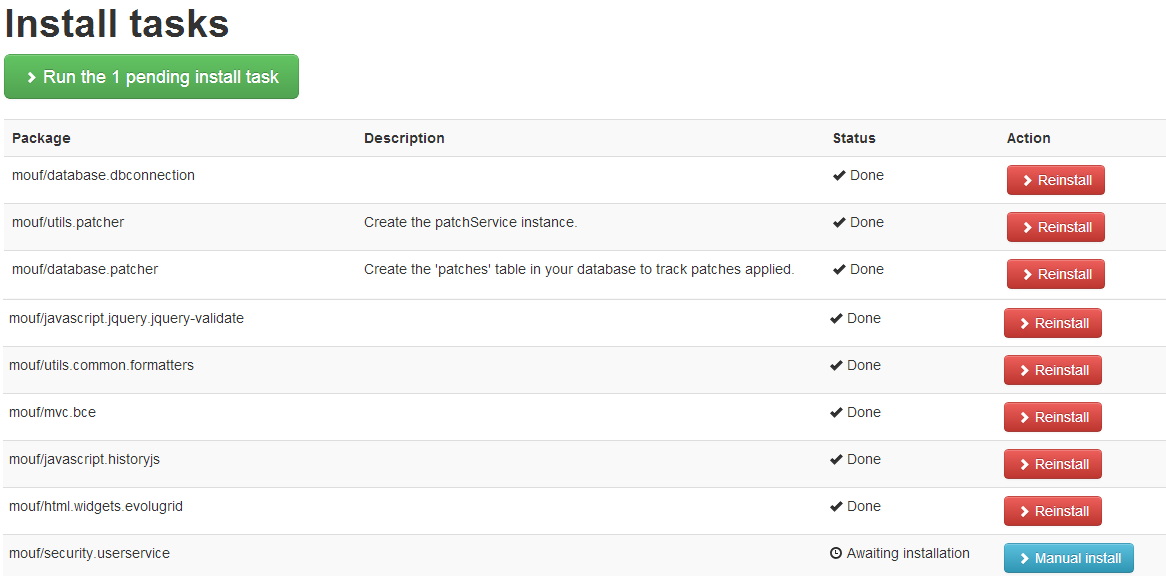 Install tasks
Run the 1 pending install task
Package Description Status Action
mouf/database.dbconnection Done Reinstall
mouf/utils.patcher Create the patchService instance. Done Reinstall
mouf/database.patcher Create the 'patches' table in your database to track patches applied. Done Reinstall
mouf/javascript.jquery.jquery-validate Done Reinstall
mouf/utils.common.formatters Done Reinstall
mouf/mvc.bce Done Reinstall
mouf/javascript.historyjs Done Reinstall
mouf/html.widgets.evolugrid Done Reinstall
mouf/security.userservice Awaiting installation Manual install